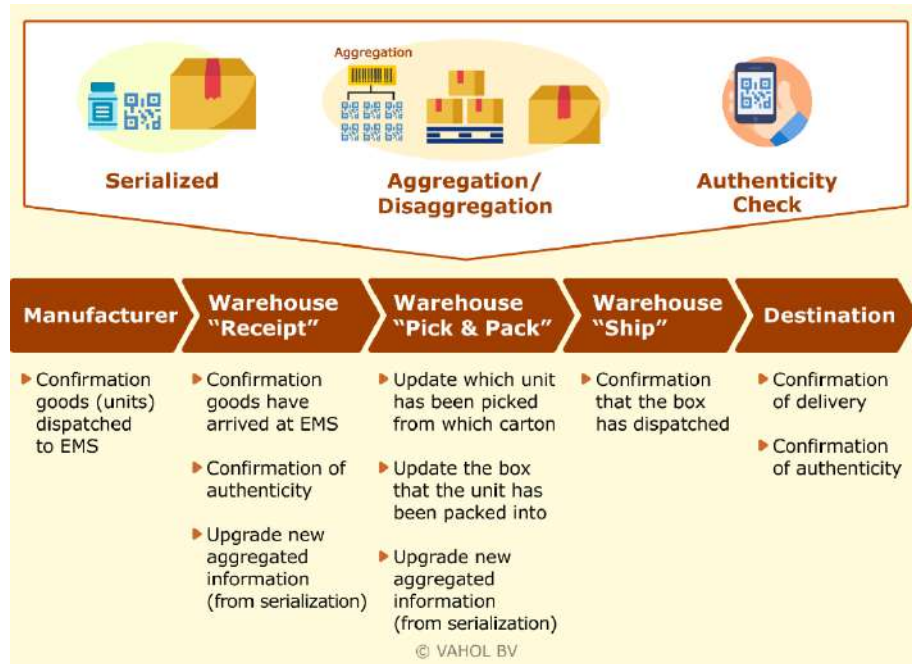 Aggregation
Serialized
Aggregation/
Disaggregation
Authenticity
Check
Manufacturer
Warehouse
“Receipt”
Warehouse
“Pick & Pack”
Warehouse
“Ship”
Destination
Confirmation
goods (units)
dispatched
to EMS
Confirmation
goods have
arrived at EMS
Confirmation of
authenticity
Upgrade new
aggregated
information
(from serialization)
Update which unit
has been picked
from which carton
Update the box
that the unit has
been packed into
Upgrade new
aggregated
information
(from serialization)
Confirmation
that the box
has dispatched
Confirmation
of delivery
Confirmation
of authenticity
© VAHOL BV